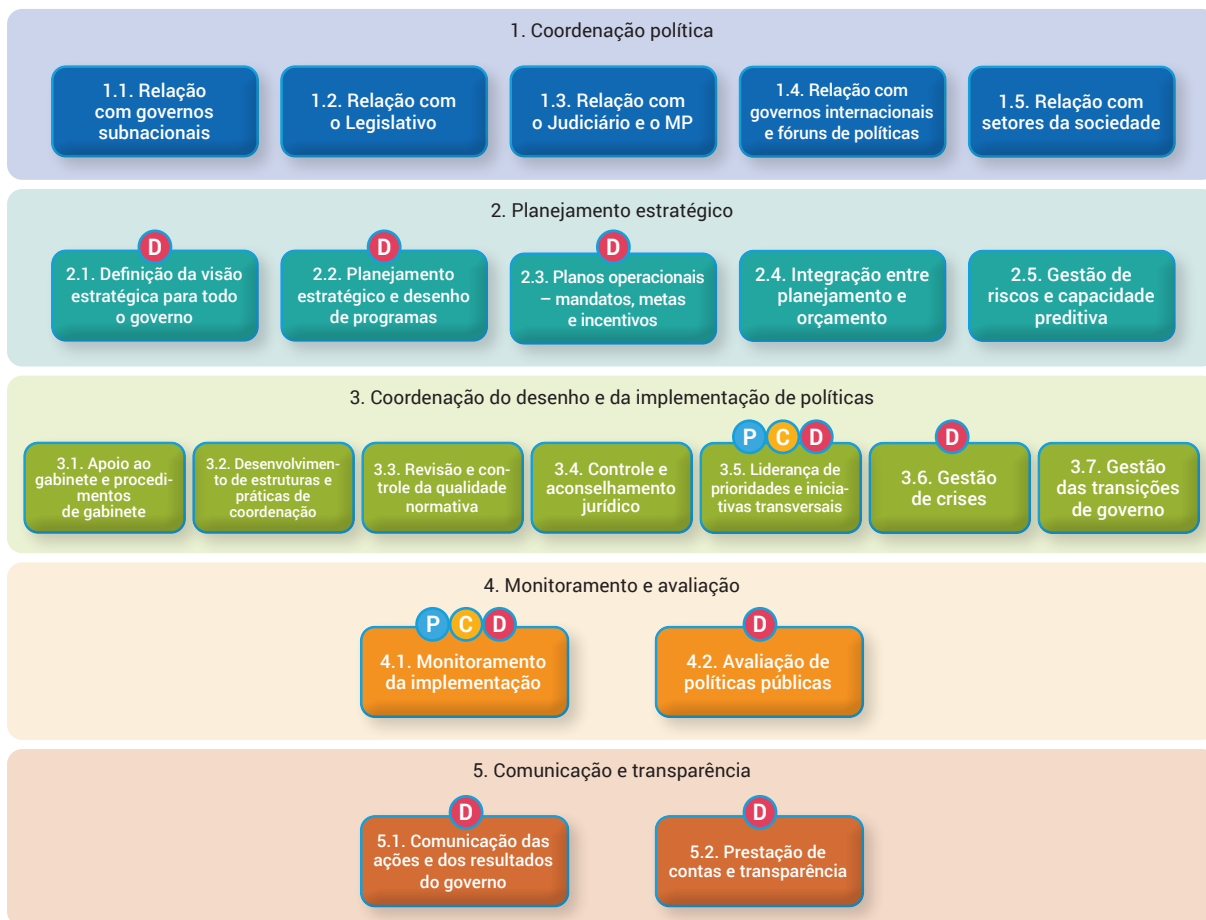 1. Coordenação política
1.1. Relação
com governos
subnacionais
1.2. Relação com
o Legislativo
1.3. Relação com
o Judiciário e o MP
1.4. Relação com
governos internacionais
e fóruns de políticas
1.5. Relação com
setores da sociedade
2. Planejamento estratégico
D
2.1. Definição da visão
estratégica para todo
o governo
D
2.2. Planejamento
estratégico e desenho
de programas
D
2.3. Planos operacionais
– mandatos, metas
e incentivos
2.4. Integração entre
planejamento e
orçamento
2.5. Gestão de
riscos e capacidade
preditiva
3. Coordenação do desenho e da implementação de políticas
3.1. Apoio ao
gabinete e procedi-
mentos
de gabinete
3.2. Desenvolvimen-
to de estruturas e
práticas de
coordenação
3.3. Revisão e con-
trole da qualidade
normativa
3.4. Controle e
aconselhamento
jurídico
P C D
3.5. Liderança de
prioridades e inicia-
tivas transversais
D
3.6. Gestão
de crises
3.7. Gestão
das transições
de governo
4. Monitoramento e avaliação
P C D
4.1. Monitoramento
da implementação
D
4.2. Avaliação de
políticas públicas
5. Comunicação e transparência
D
5.1. Comunicação das
ações e dos resultados
do governo
D
5.2. Prestação de
contas e transparência